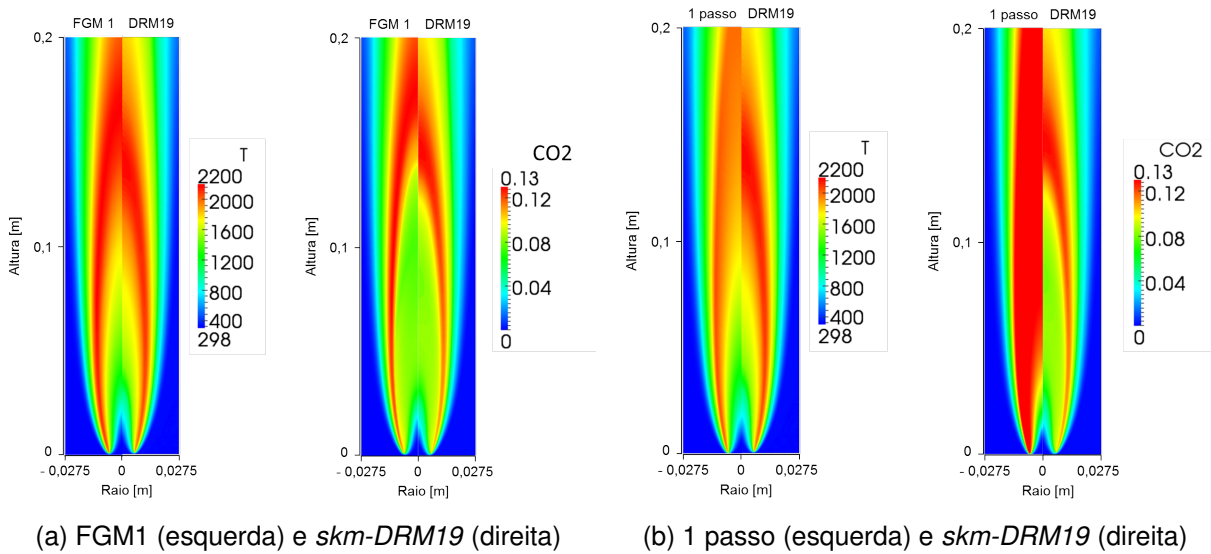 FGM 1 DRM19
0,2
0,1
0
Altura [m]
- 0,0275 0 0,0275
Raio [m]
T
2200
2000
1600
1200
800
400
298
FGM 1 DRM19
0,2
0,1
0
Altura [m]
- 0,0275 0 0,0275
Raio [m]
CO2
0.13
0.12
0.08
0.04
0
(a) FGM1 (esquerda) e skm-DRM19 (direita)
1 passo DRM19
0,2
0,1
0
Altura [m]
- 0,0275 0 0,0275
Raio [m]
T
2200
2000
1600
1200
800
400
298
1 passo DRM19
0,2
0,1
0
Altura [m]
- 0,0275 0 0,0275
Raio [m]
CO2
0.13
0.12
0.08
0.04
0
(b) 1 passo (esquerda) e skm-DRM19 (direita)